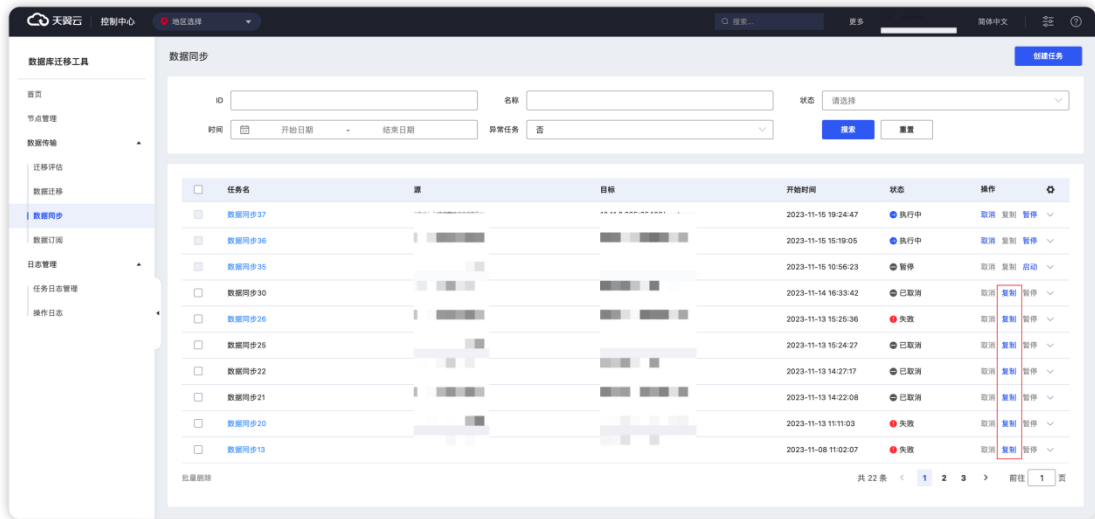 天翼云 控制中心 地区选择 搜索... 更多 简体中文
数据库迁移工具
首页
节点管理
数据传输
迁移评估
数据迁移
数据同步
数据订阅
日志管理
任务日志管理
操作日志
数据同步 创建任务
ID 名称 状态 请选择
时间 开始日期 - 结束日期 异常任务 否 搜索 重置
任务名 源 目标 开始时间 状态 操作
数据同步37 2023-11-15 19:24:47 执行中 取消 复制 暂停
数据同步36 2023-11-15 15:19:05 执行中 取消 复制 暂停
数据同步35 2023-11-15 10:56:23 暂停 取消 复制 启动
数据同步30 2023-11-14 16:33:42 已取消 取消 复制 暂停
数据同步26 2023-11-13 15:25:36 失败 取消 复制 暂停
数据同步25 2023-11-13 15:24:27 已取消 取消 复制 暂停
数据同步22 2023-11-13 14:27:17 已取消 取消 复制 暂停
数据同步21 2023-11-13 14:22:08 已取消 取消 复制 暂停
数据同步20 2023-11-13 11:11:03 失败 取消 复制 暂停
数据同步13 2023-11-08 11:02:07 失败 取消 复制 暂停
批量删除 共 22 条 < 1 2 3 > 前往 1 页